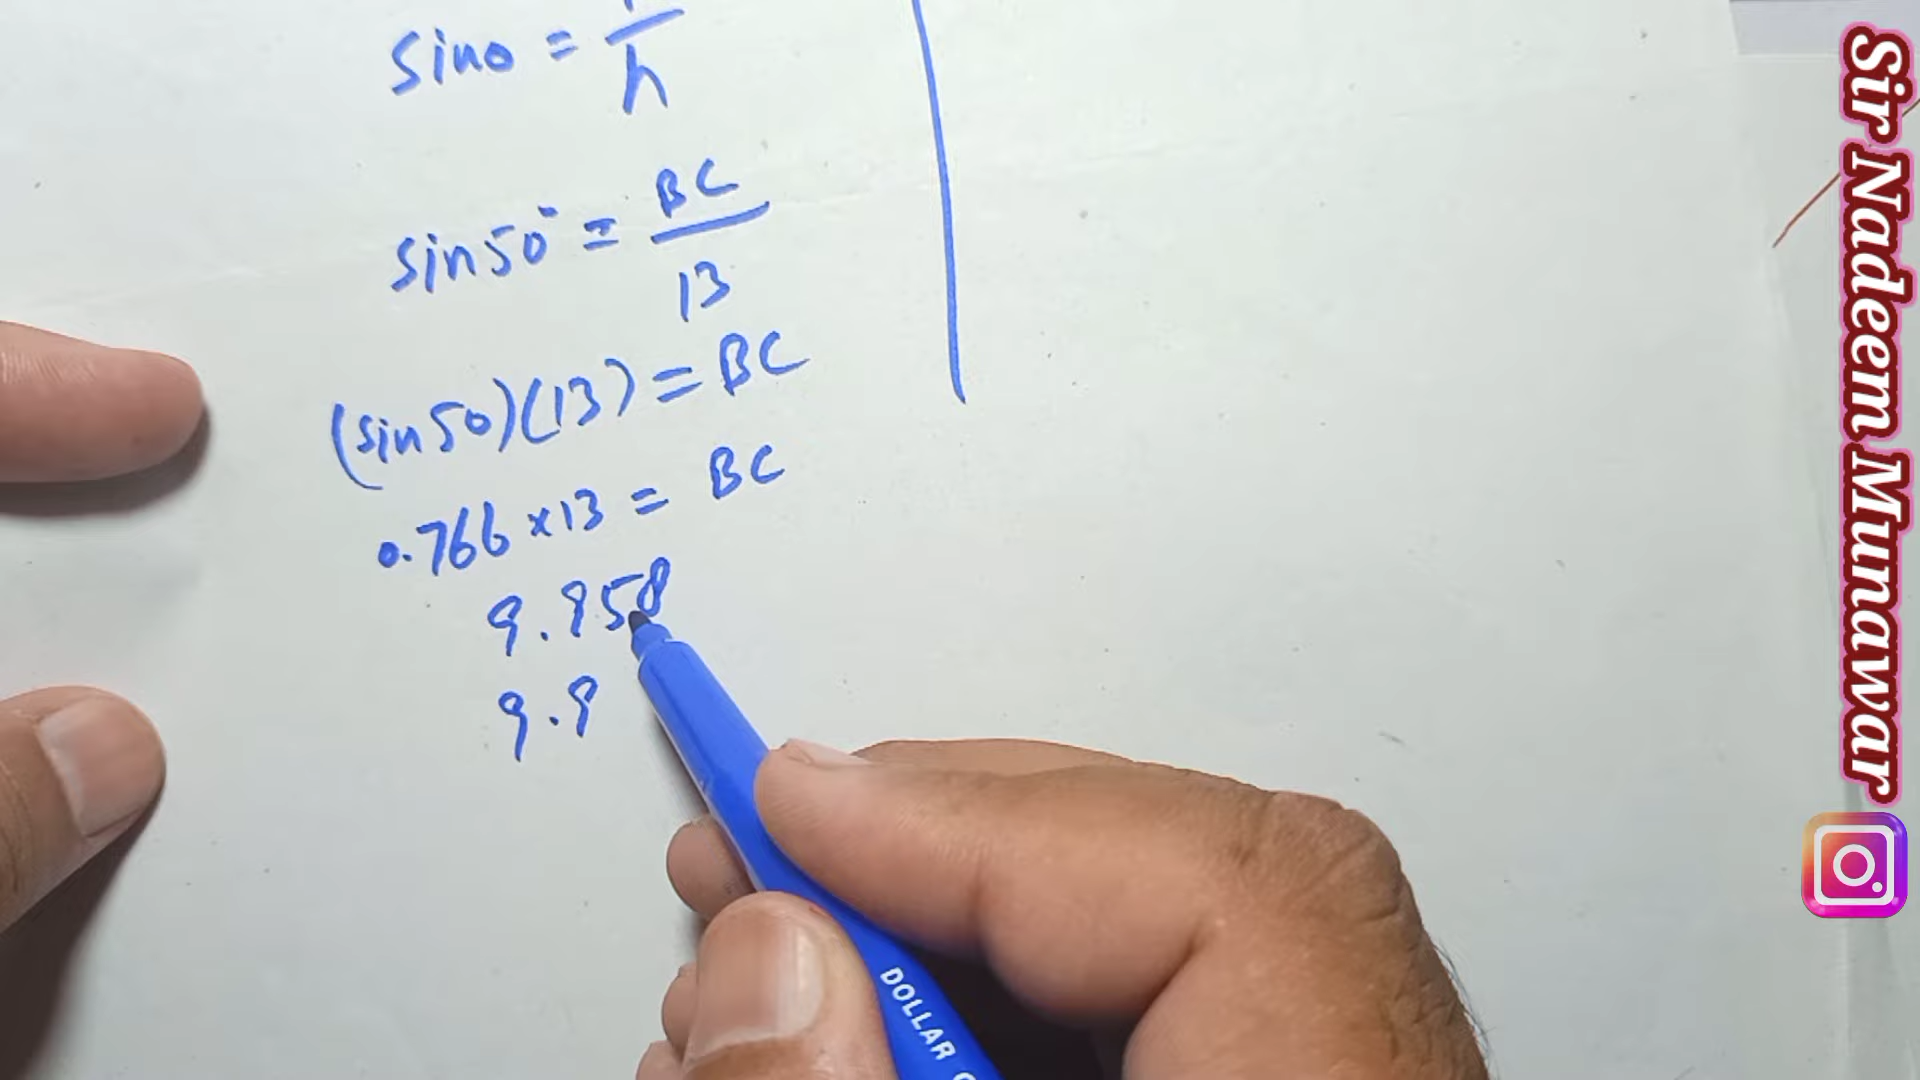 sinθ = /h
sin50° = BC/13
(sin50)(13) = BC
0.766 × 13 = BC
9.958
9.9
DOLLAR
Sir Nadeem Munawar